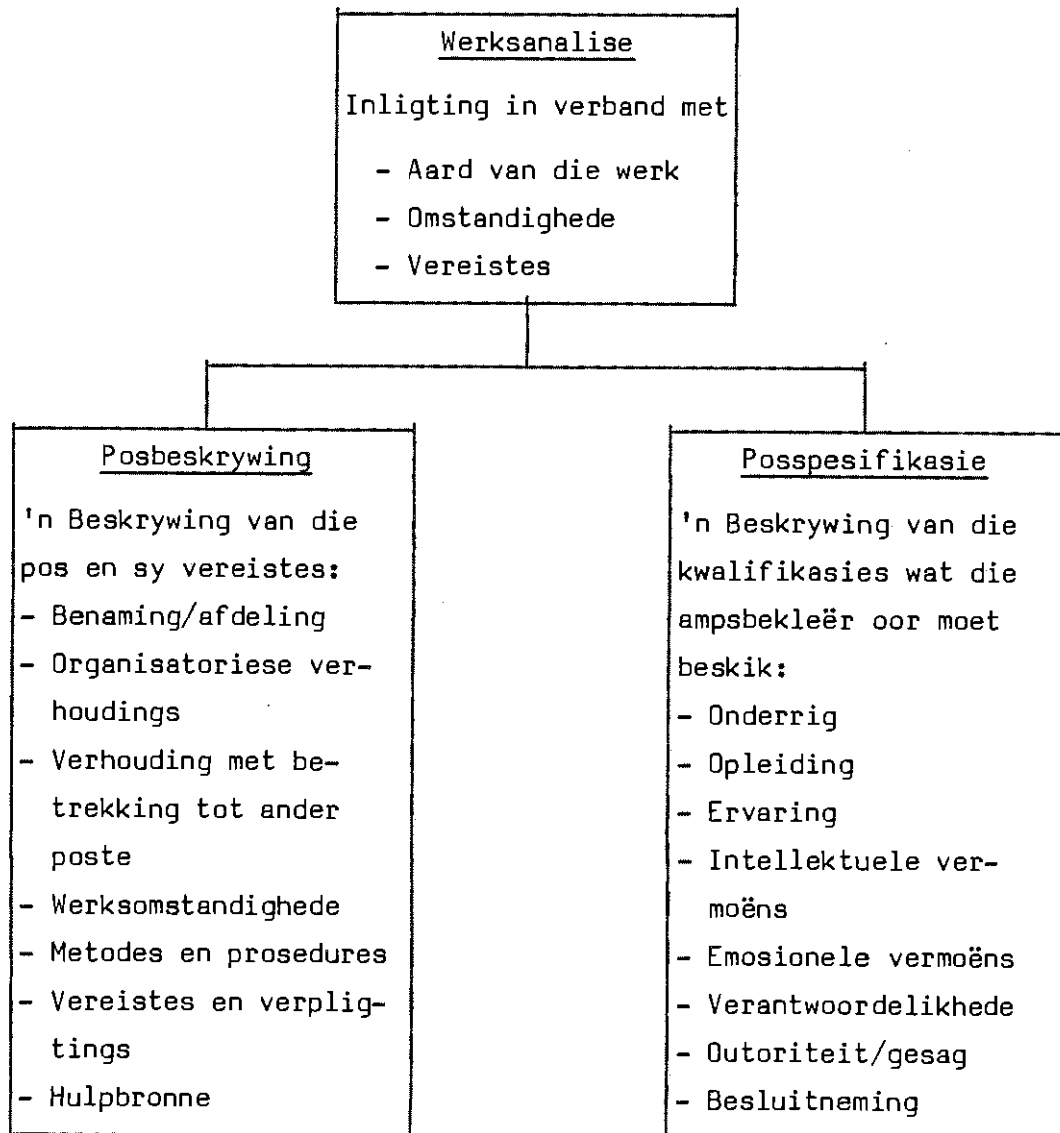 Werksanalise
Inligting in verband met
- Aard van die werk
- Omstandighede
- Vereistes
Posbeskrywing
'n Beskrywing van die
pos en sy vereistes:
- Benaming/afdeling
- Organisatoriese ver-
houdings
- Verhouding met be-
trekking tot ander
poste
- Werksomstandighede
- Metodes en prosedures
- Vereistes en verplig-
tings
- Hulpbronne
Posspesifikasie
'n Beskrywing van die
kwalifikasies wat die
ampsbekleër oor moet
beskik:
- Onderrig
- Opleiding
- Ervaring
- Intellektuele ver-
moëns
- Emosionele vermoëns
- Verantwoordelikhede
- Outoriteit/gesag
- Besluitneming